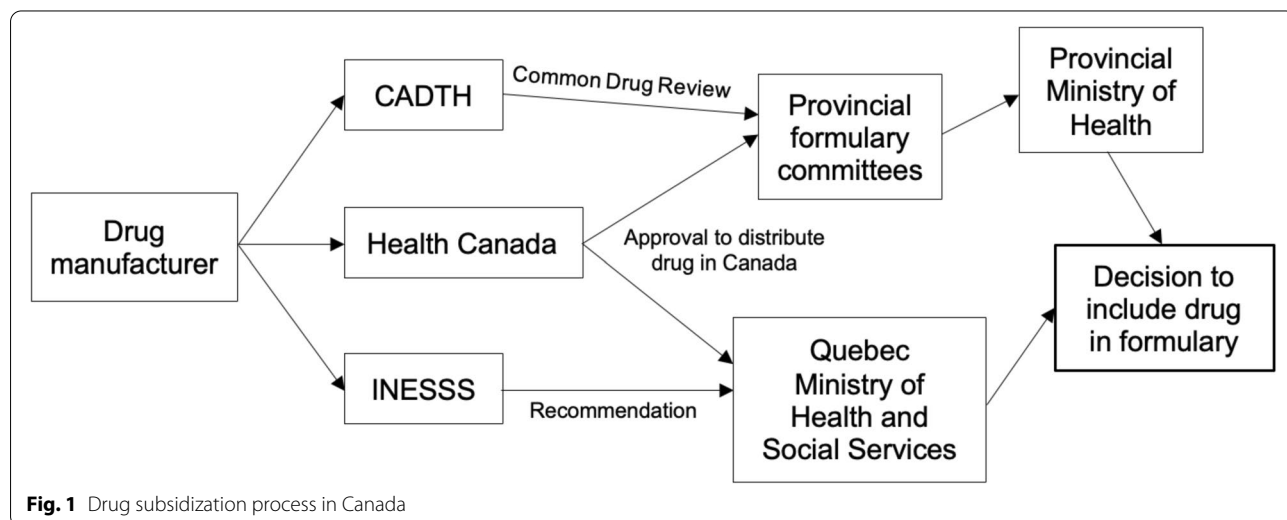 Drug
manufacturer
CADTH
Common Drug Review
Health Canada
Approval to distribute
drug in Canada
INESSS
Recommendation
Provincial
formulary
committees
Quebec
Ministry of
Health and
Social Services
Provincial
Ministry of
Health
Decision to
include drug
in formulary
Fig. 1 Drug subsidization process in Canada